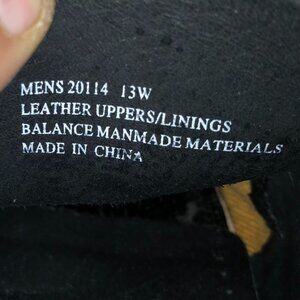 MENS 20114 13W
LEATHER UPPERS/LININGS
BALANCE MANMADE MATERIALS
MADE IN CHINA